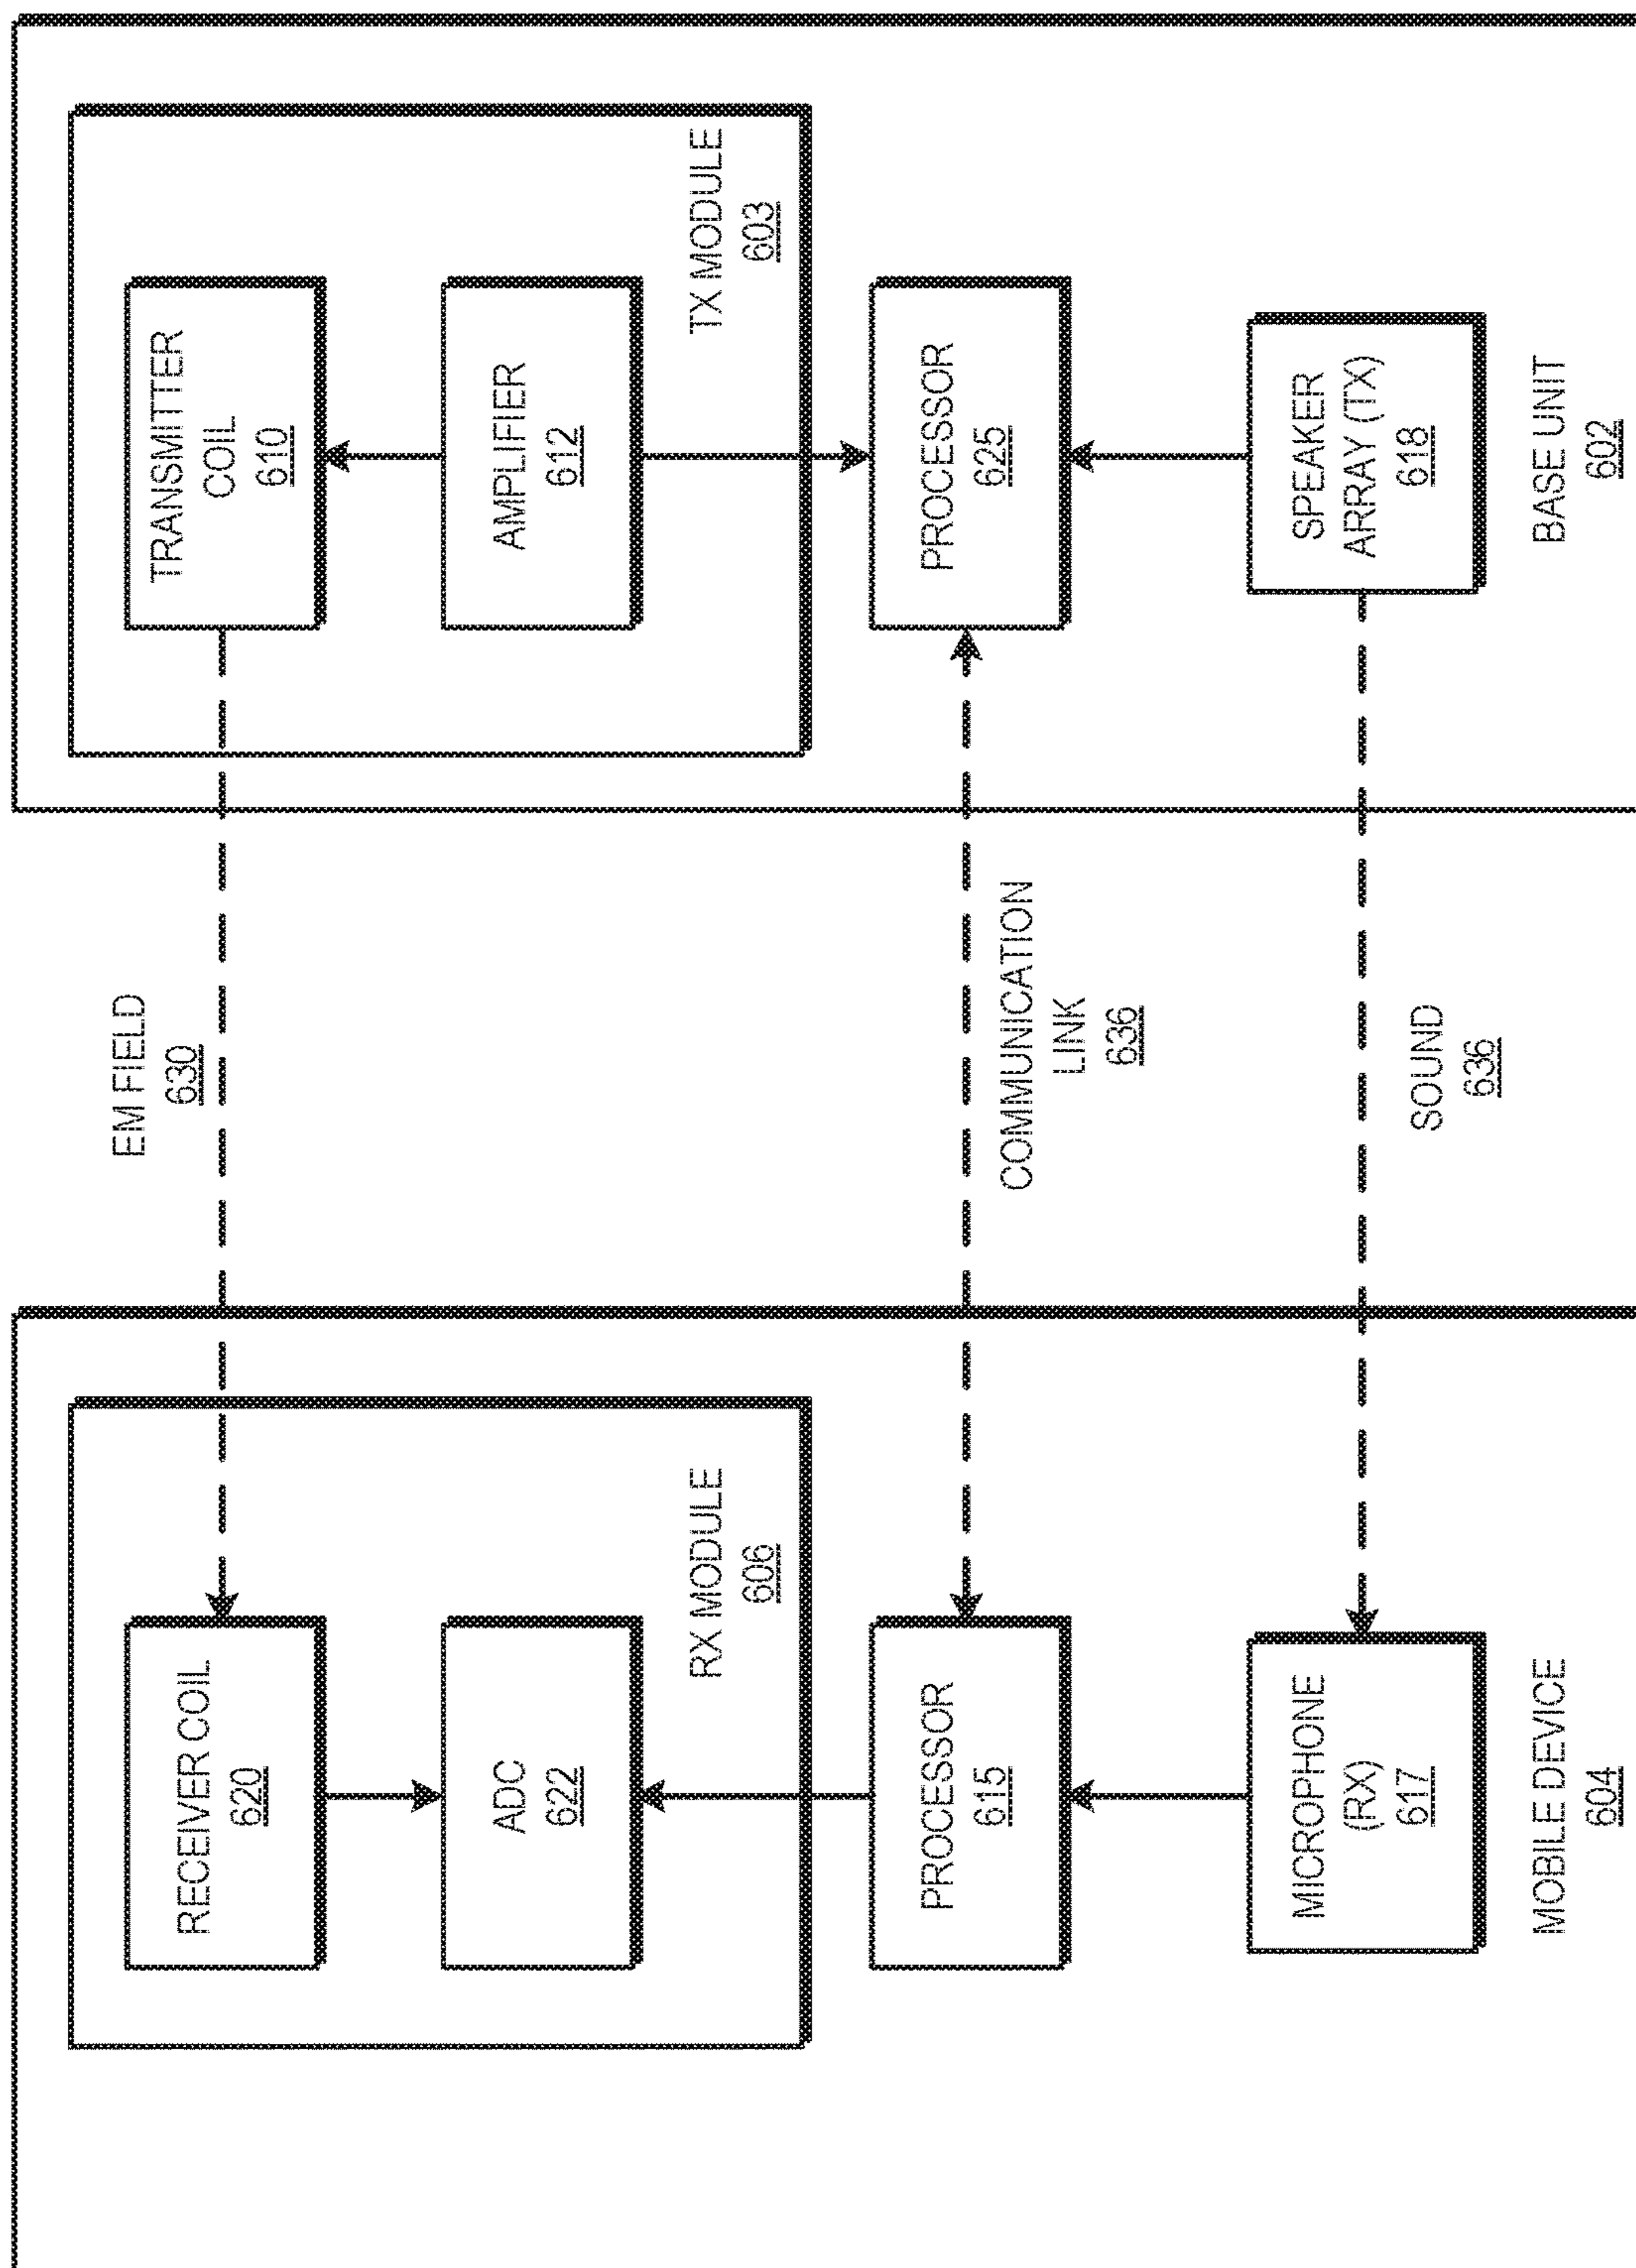 RECEIVER COIL
620
ADC
622
RX MODULE
606
PROCESSOR
615
MICROPHONE
(RX)
617
MOBILE DEVICE
604
EM FIELD
630
COMMUNICATION
LINK
636
SOUND
636
TRANSMITTER
COIL
610
AMPLIFIER
612
TX MODULE
603
PROCESSOR
625
SPEAKER
ARRAY (TX)
618
BASE UNIT
602